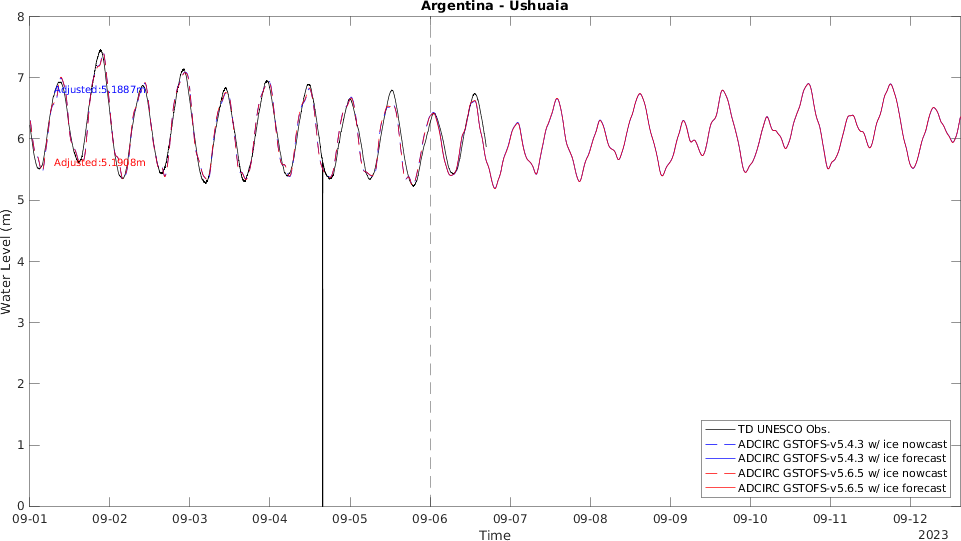 Argentina - Ushuaia
8
7
6
5
4
3
2
1
0
Water Level (m)
Adjusted:5.1887m
Adjusted:5.1908m
TD UNESCO Obs.
ADCIRC GSTOFS-v5.4.3 w/ ice nowcast
ADCIRC GSTOFS-v5.4.3 w/ ice forecast
ADCIRC GSTOFS-v5.6.5 w/ ice nowcast
ADCIRC GSTOFS-v5.6.5 w/ ice forecast
09-01 09-02 09-03 09-04 09-05 09-06 09-07 09-08 09-09 09-10 09-11 09-12
Time
2023